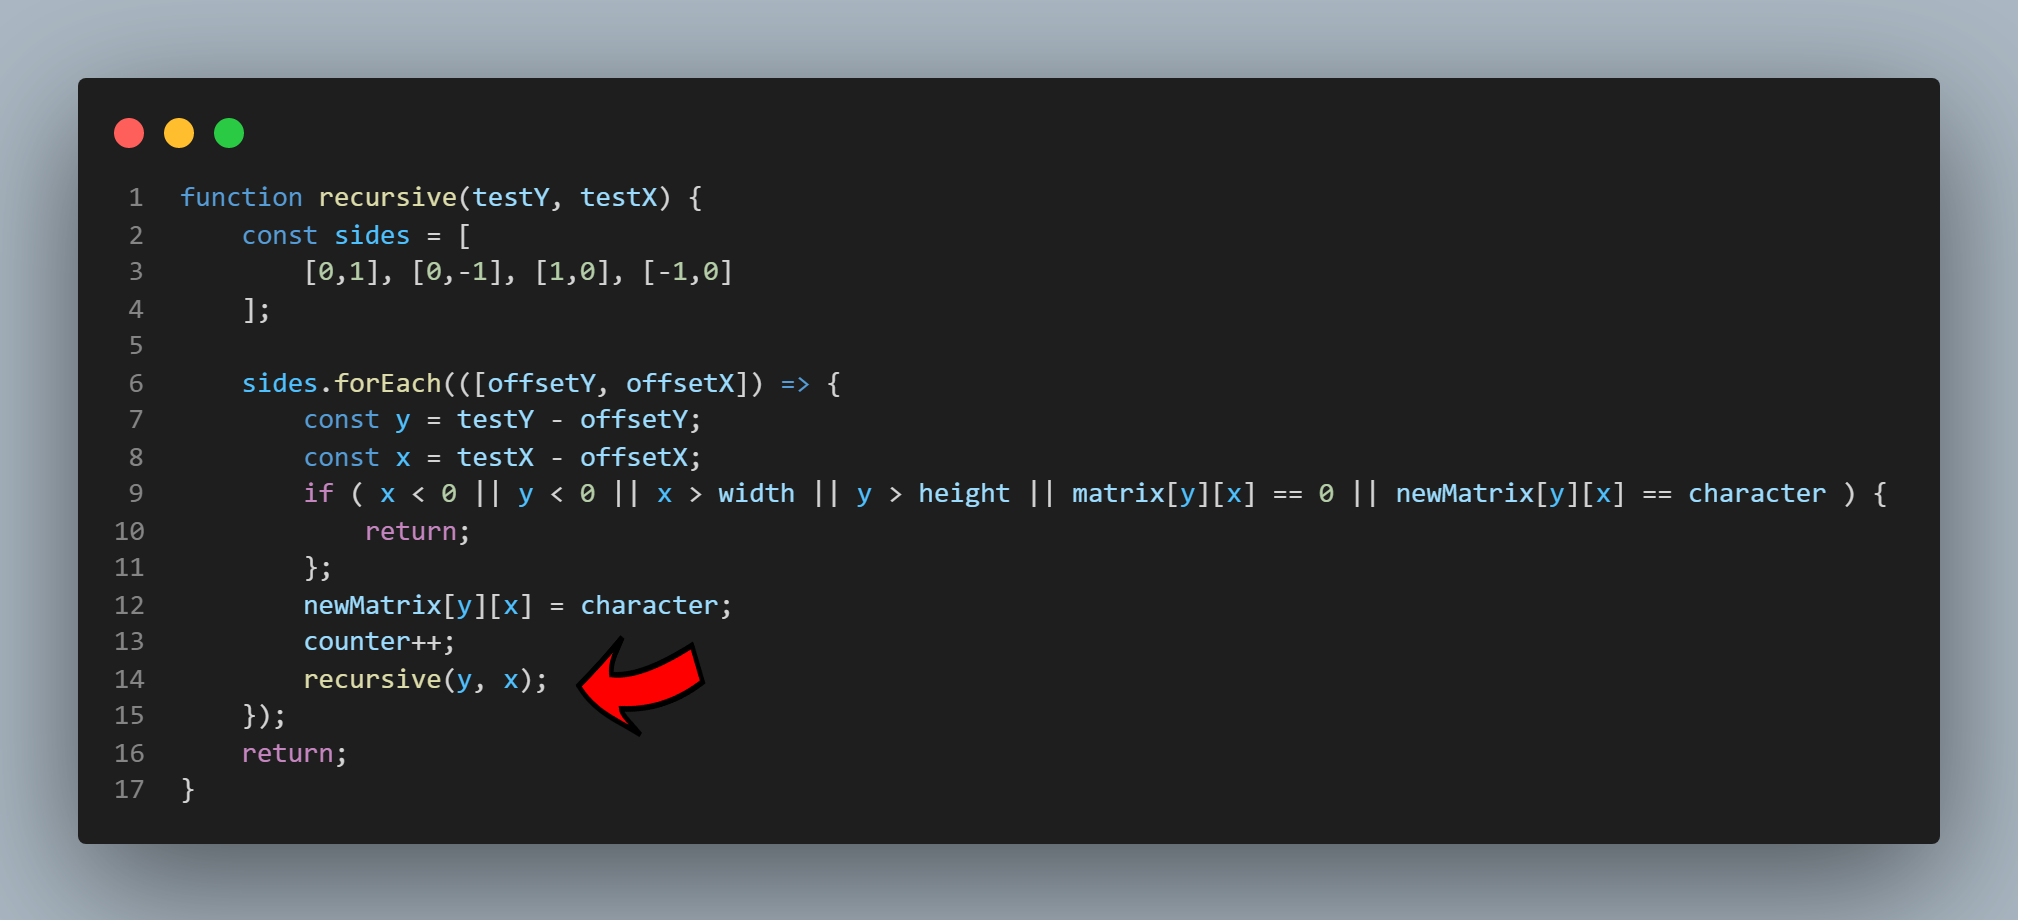 1 function recursive(testY, testX) {
2 const sides = [
3 [0,1], [0,-1], [1,0], [-1,0]
4 ];
5
6 sides.forEach(([offsetY, offsetX]) => {
7 const y = testY - offsetY;
8 const x = testX - offsetX;
9 if ( x < 0 || y < 0 || x > width || y > height || matrix[y][x] == 0 || newMatrix[y][x] == character ) {
10 return;
11 };
12 newMatrix[y][x] = character;
13 counter++;
14 recursive(y, x);
15 });
16 return;
17 }